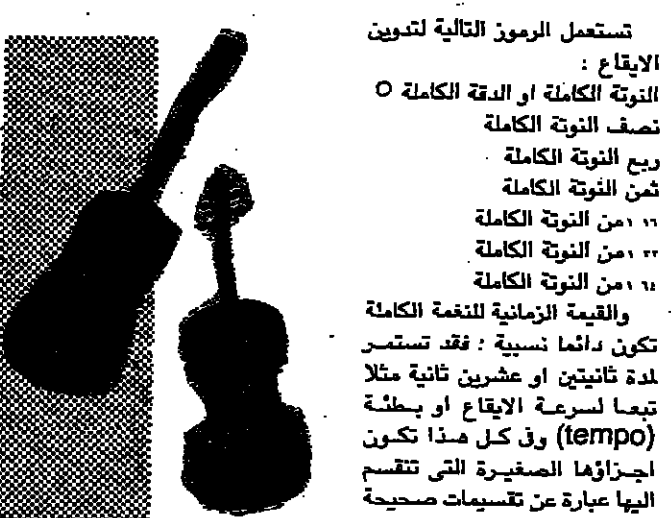 تستعمل الرموز التالية لتدوين
الايقاع :
النوتة الكاملة او الدقة الكاملة O
نصف النوتة الكاملة
ربع النوتة الكاملة
ثمن النوتة الكاملة
١٦ ١من النوتة الكاملة
٣٢ ١من النوتة الكاملة
٦٤ ١من النوتة الكاملة
والقيمة الزمانية للنغمة الكاملة
تكون دائما نسبية : فقد تستمر
لمدة ثانيتين او عشرين ثانية مثلا
تبعا لسرعة الايقاع او بطئة
(tempo) وفى كل هذا تكون
اجزاؤها الصغيرة التى تنقسم
اليها عبارة عن تقسيمات صحيحة